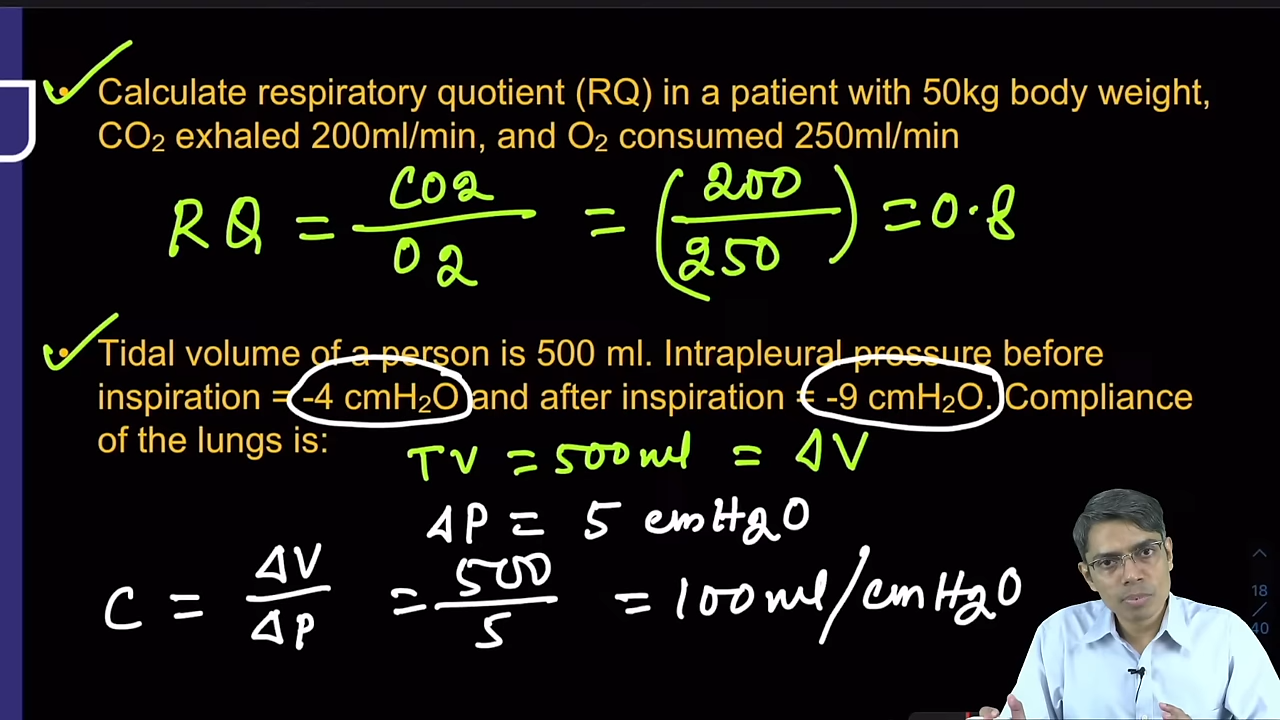 • Calculate respiratory quotient (RQ) in a patient with 50kg body weight,
CO₂ exhaled 200ml/min, and O₂ consumed 250ml/min
RQ = CO2 / O2 = (200 / 250) = 0.8
• Tidal volume of a person is 500 ml. Intrapleural pressure before
inspiration = -4 cmH₂O and after inspiration = -9 cmH₂O. Compliance
of the lungs is:
TV = 500ml = ΔV
ΔP = 5 cmH2O
C = ΔV / ΔP = 500 / 5 = 100ml/cmH2O
18
/
40